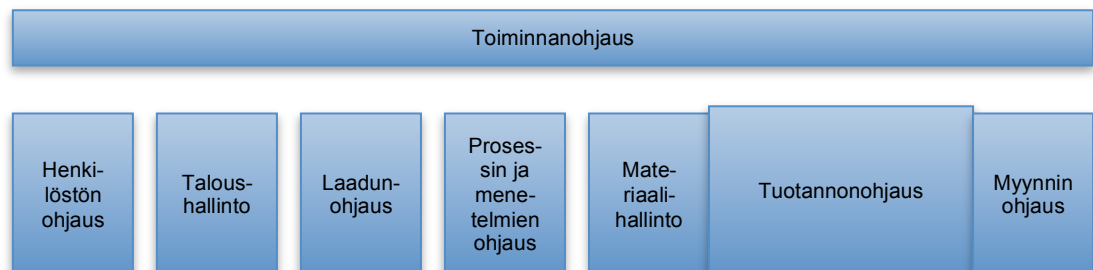 Toiminnanohjaus
Henki-
löstön
ohjaus
Talous-
hallinto
Laadun-
ohjaus
Proses-
sin ja
mene-
telmien
ohjaus
Mate-
riaali-
hallinto
Tuotannonohjaus
Myynnin
ohjaus